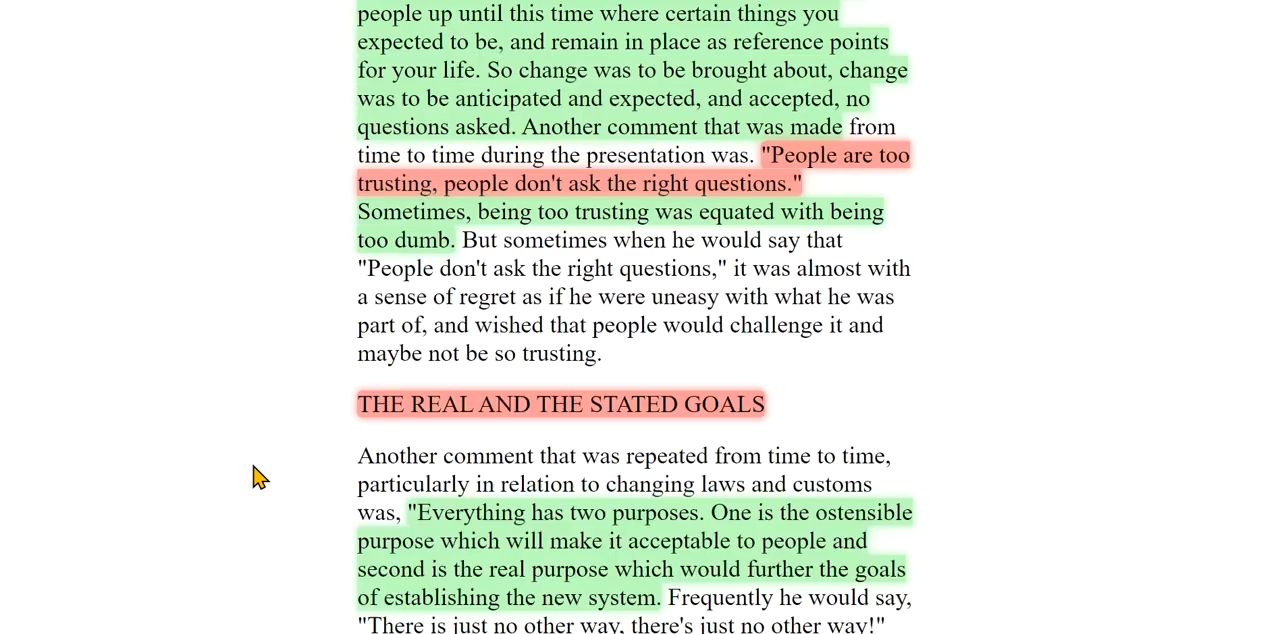 people up until this time where certain things you
expected to be, and remain in place as reference points
for your life. So change was to be brought about, change
was to be anticipated and expected, and accepted, no
questions asked. Another comment that was made from
time to time during the presentation was. "People are too
trusting, people don't ask the right questions."
Sometimes, being too trusting was equated with being
too dumb. But sometimes when he would say that
"People don't ask the right questions," it was almost with
a sense of regret as if he were uneasy with what he was
part of, and wished that people would challenge it and
maybe not be so trusting.
THE REAL AND THE STATED GOALS
Another comment that was repeated from time to time,
particularly in relation to changing laws and customs
was, "Everything has two purposes. One is the ostensible
purpose which will make it acceptable to people and
second is the real purpose which would further the goals
of establishing the new system. Frequently he would say,
"There is just no other way, there's just no other way!"